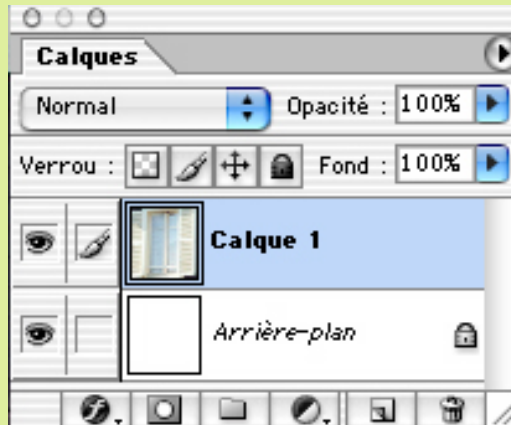 Calques
Normal Opacité : 100%
Verrou : Fond : 100%
Calque 1
Arrière-plan